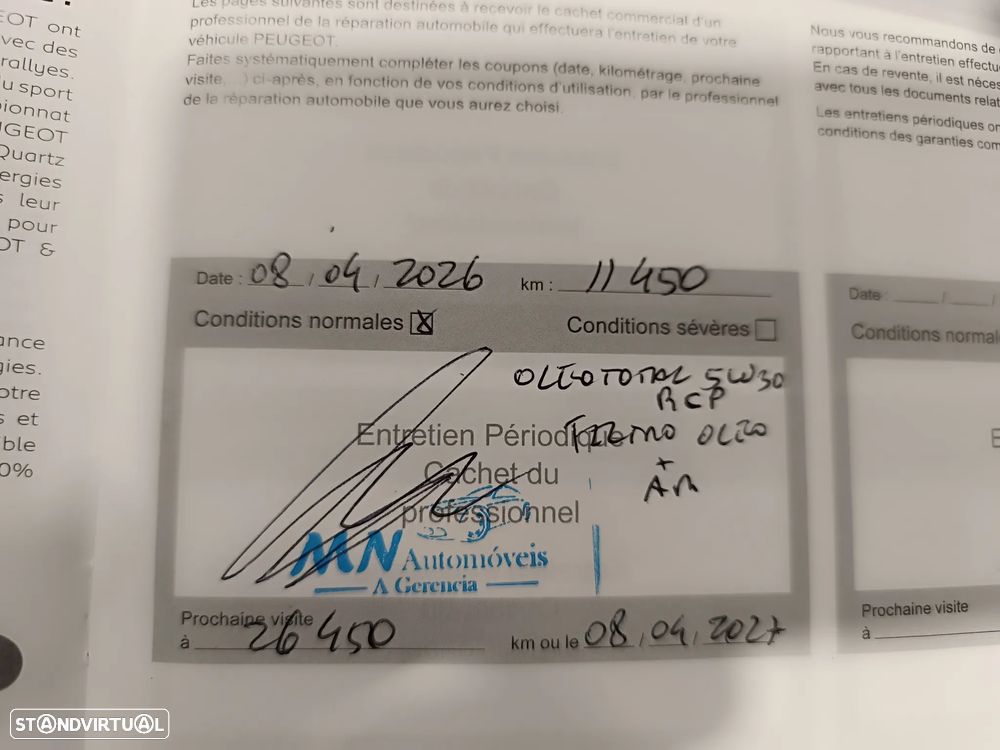 EOT ont
avec des
rallyes.
u sport
pionnat
UGEOT
Quartz
ergies
s leur
pour
OT &
ance
gies.
otre
s et
ble
0%
Les pages suivantes sont destinées à recevoir le cachet commercial d'un
professionnel de la réparation automobile qui effectuera l'entretien de votre
véhicule PEUGEOT.
Faites systématiquement compléter les coupons (date, kilométrage, prochaine
visite,...) ci-après, en fonction de vos conditions d'utilisation, par le professionnel
de la réparation automobile que vous aurez choisi.
Date : 08 / 04 / 2026 km : 11 450
Conditions normales ☒ Conditions sévères ☐
OLEO TOTAL 5W30
RCP
OLEO
+
Entretien Périodique
Cachet du
professionnel
MN Automóveis
A Gerencia
Prochaine visite
à 26 450 km ou le 08 / 04 / 2027
Nous vous recommandons de
rapportant à l'entretien effectu
En cas de revente, il est néces
avec tous les documents relat
Les entretiens périodiques on
conditions des garanties com
Date : ____ / ____ /
Conditions normal
E
Prochaine visite
à
STANDVIRTUAL